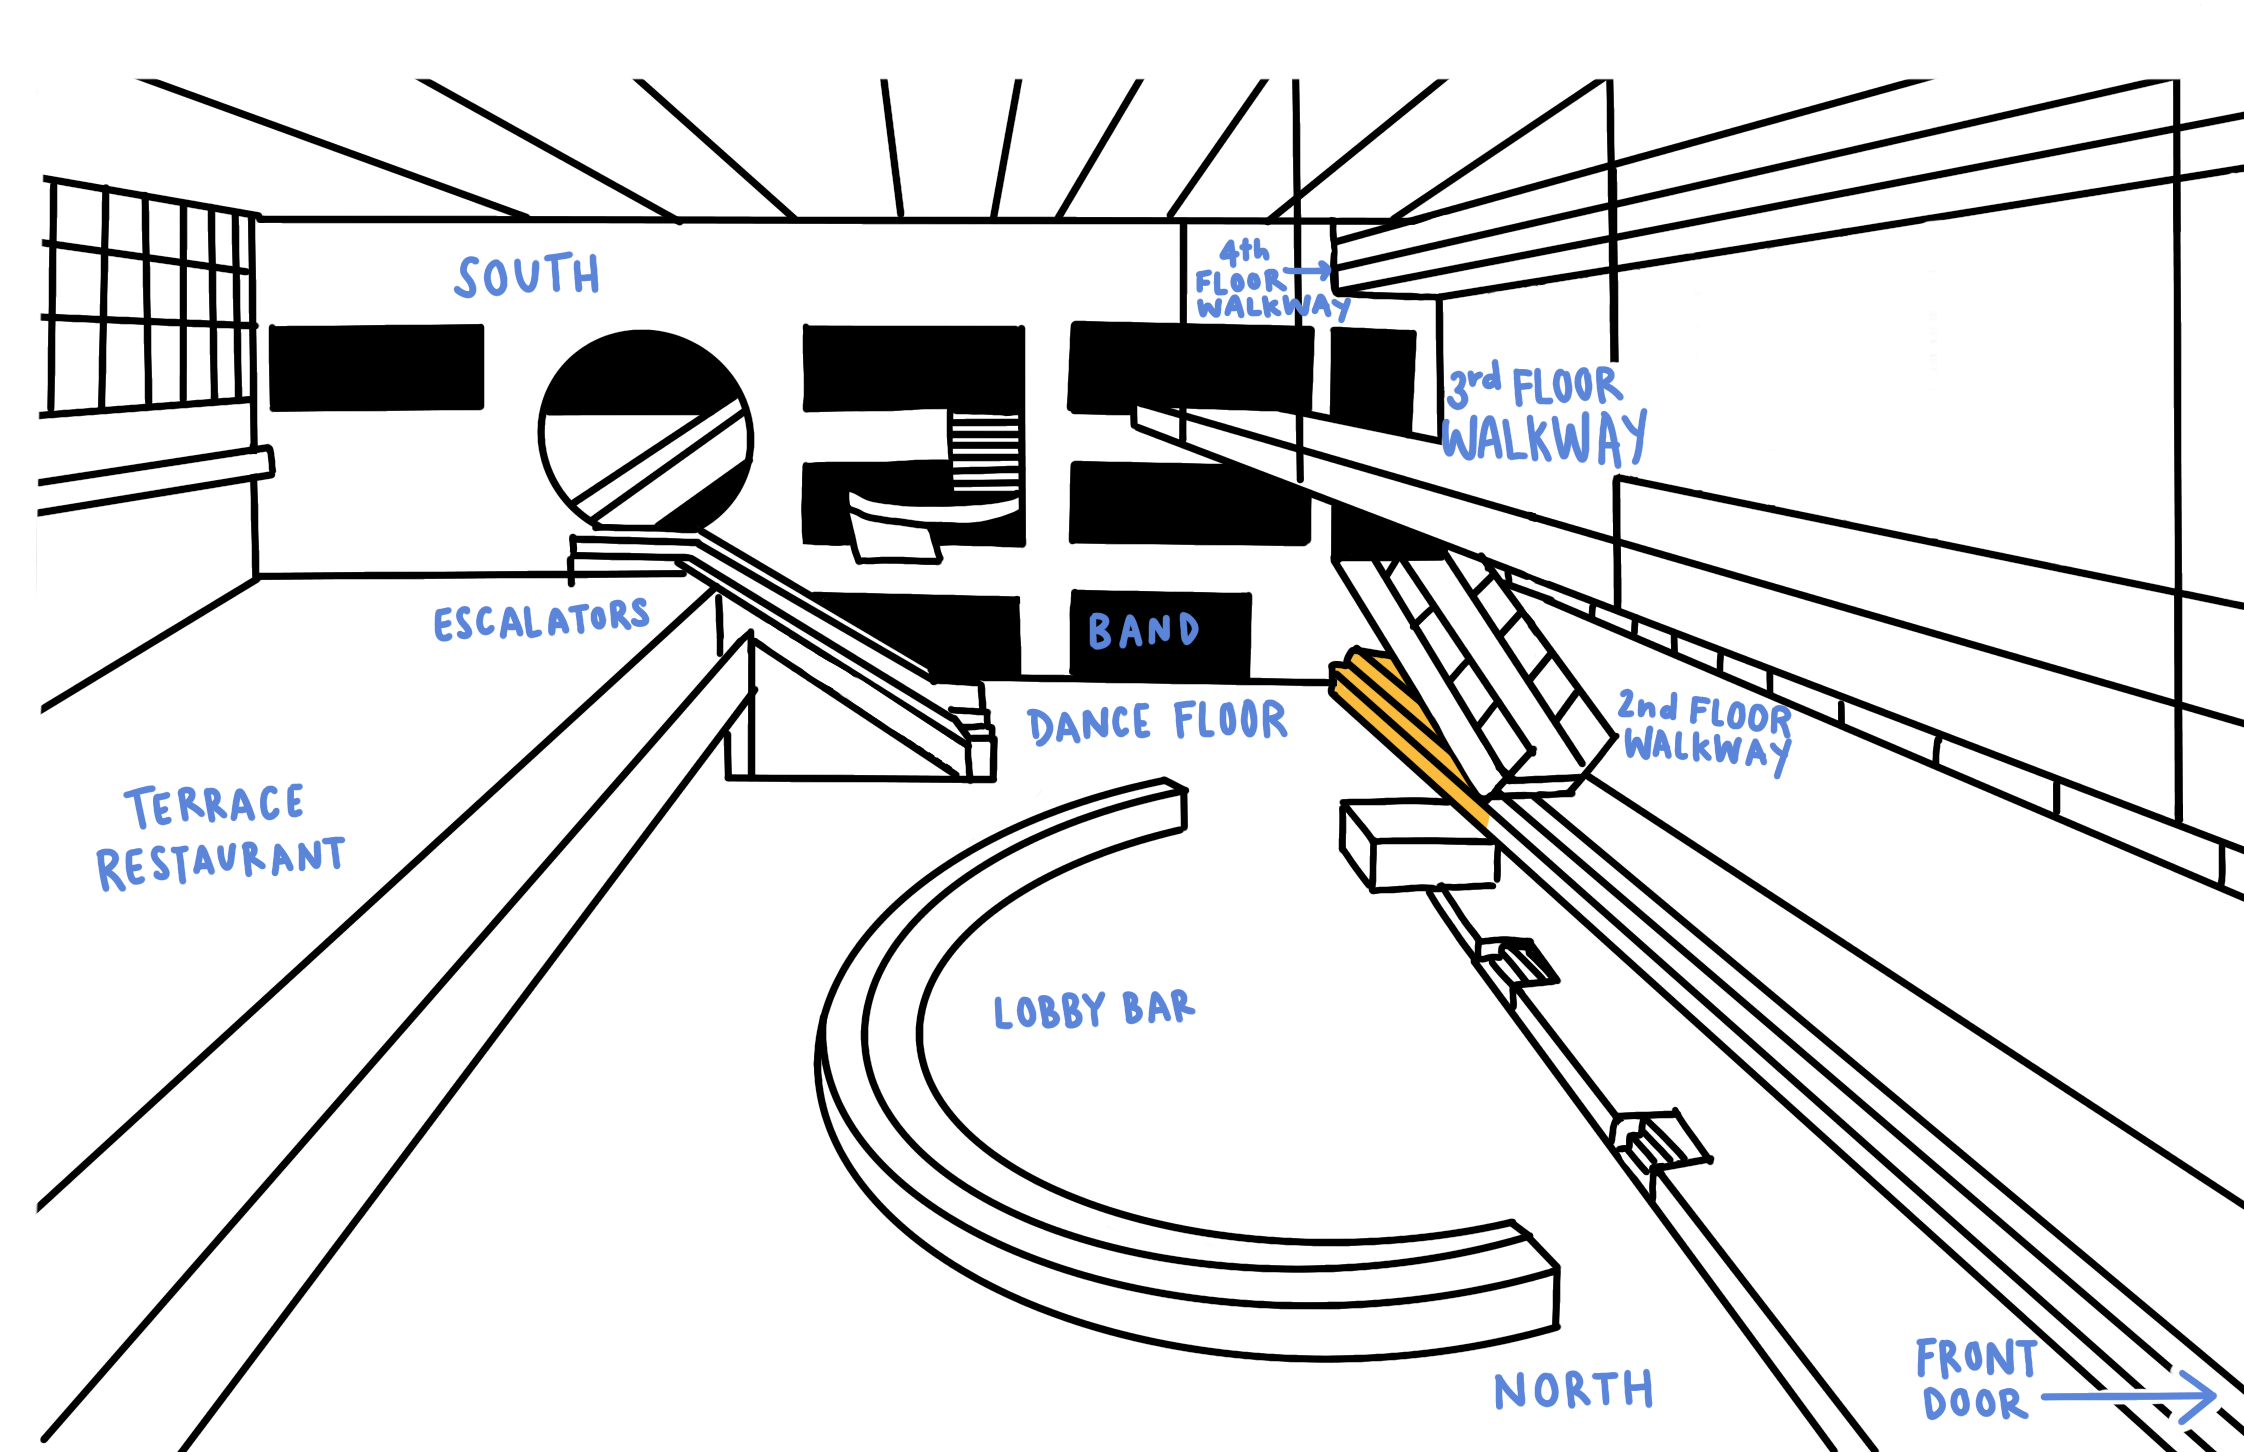 SOUTH
4th
FLOOR
WALKWAY
3rd FLOOR
WALKWAY
ESCALATORS
BAND
DANCE FLOOR
2nd FLOOR
WALKWAY
TERRACE
RESTAURANT
LOBBY BAR
NORTH
FRONT
DOOR